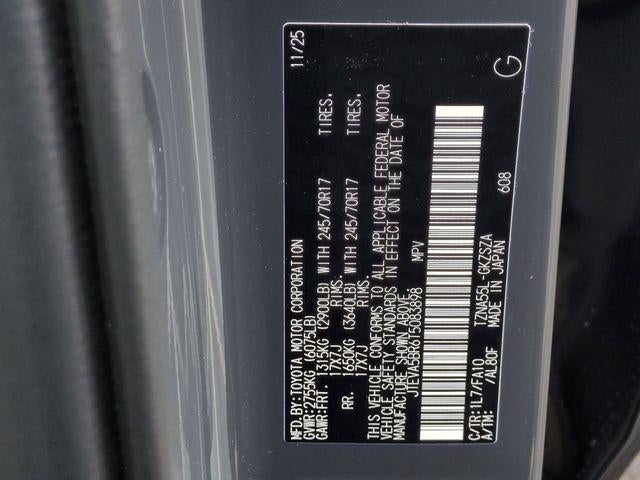 MFD.BY:TOYOTA MOTOR CORPORATION 11/25
GVWR:2755KG (6075LB)
GAWR:FRT. 1315KG (2900LB) WITH 245/70R17 TIRES,
17X7J RIMS,
RR. 1650KG (3640LB) WITH 245/70R17 TIRES,
17X7J RIMS.
THIS VEHICLE CONFORMS TO ALL APPLICABLE FEDERAL MOTOR
VEHICLE SAFETY STANDARDS IN EFFECT ON THE DATE OF
MANUFACTURE SHOWN ABOVE.
JTEVA5BR6T5083898 MPV
C/TR:1L7/FA10 TZNA55L-GKZSZA
A/TM: /AL80F MADE IN JAPAN
608
G